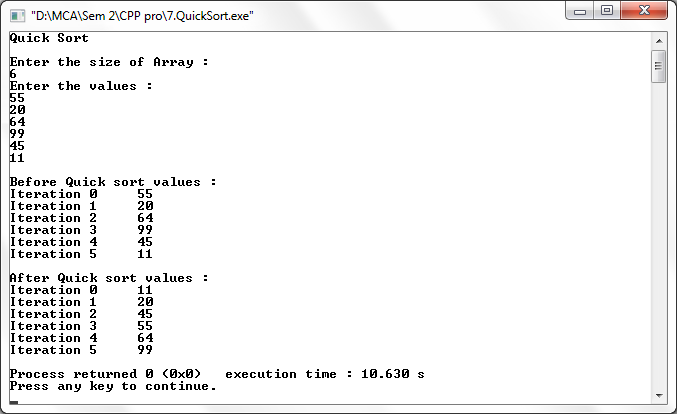 "D:\MCA\Sem 2\CPP pro\7.QuickSort.exe"
Quick Sort
Enter the size of Array :
6
Enter the values :
55
20
64
99
45
11
Before Quick sort values :
Iteration 0     55
Iteration 1     20
Iteration 2     64
Iteration 3     99
Iteration 4     45
Iteration 5     11
After Quick sort values :
Iteration 0     11
Iteration 1     20
Iteration 2     45
Iteration 3     55
Iteration 4     64
Iteration 5     99
Process returned 0 (0x0)   execution time : 10.630 s
Press any key to continue.